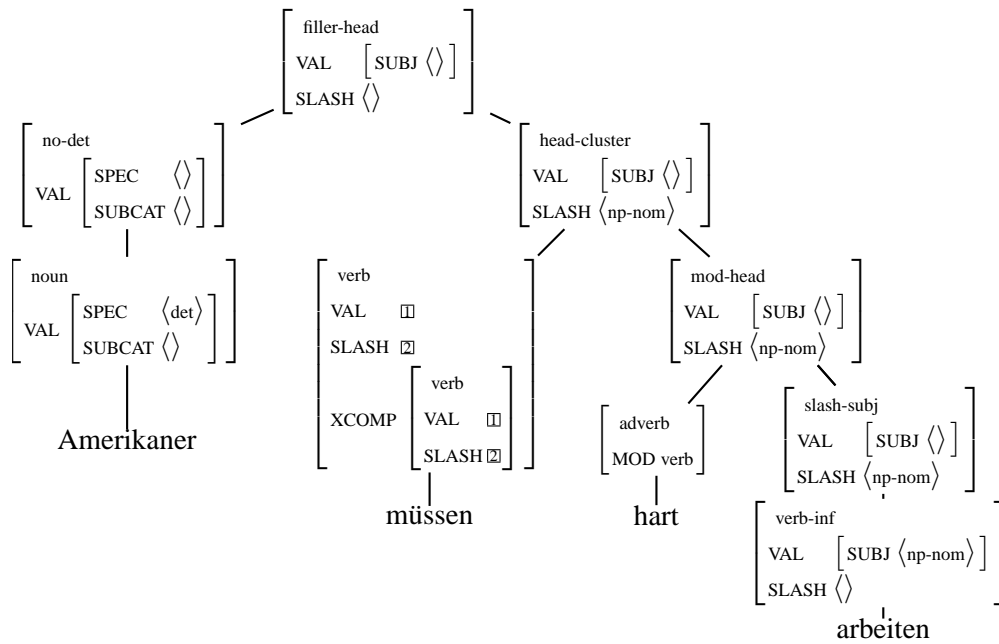 filler-head
VAL [SUBJ ⟨⟩]
SLASH ⟨⟩
no-det
VAL [SPEC ⟨⟩
SUBCAT ⟨⟩]
head-cluster
VAL [SUBJ ⟨⟩]
SLASH ⟨np-nom⟩
noun
VAL [SPEC ⟨det⟩
SUBCAT ⟨⟩]
verb
VAL 1
SLASH 2
XCOMP [verb
VAL 1
SLASH 2]
mod-head
VAL [SUBJ ⟨⟩]
SLASH ⟨np-nom⟩
adverb
MOD verb
slash-subj
VAL [SUBJ ⟨⟩]
SLASH ⟨np-nom⟩
verb-inf
VAL [SUBJ ⟨np-nom⟩]
SLASH ⟨⟩
Amerikaner
müssen
hart
arbeiten